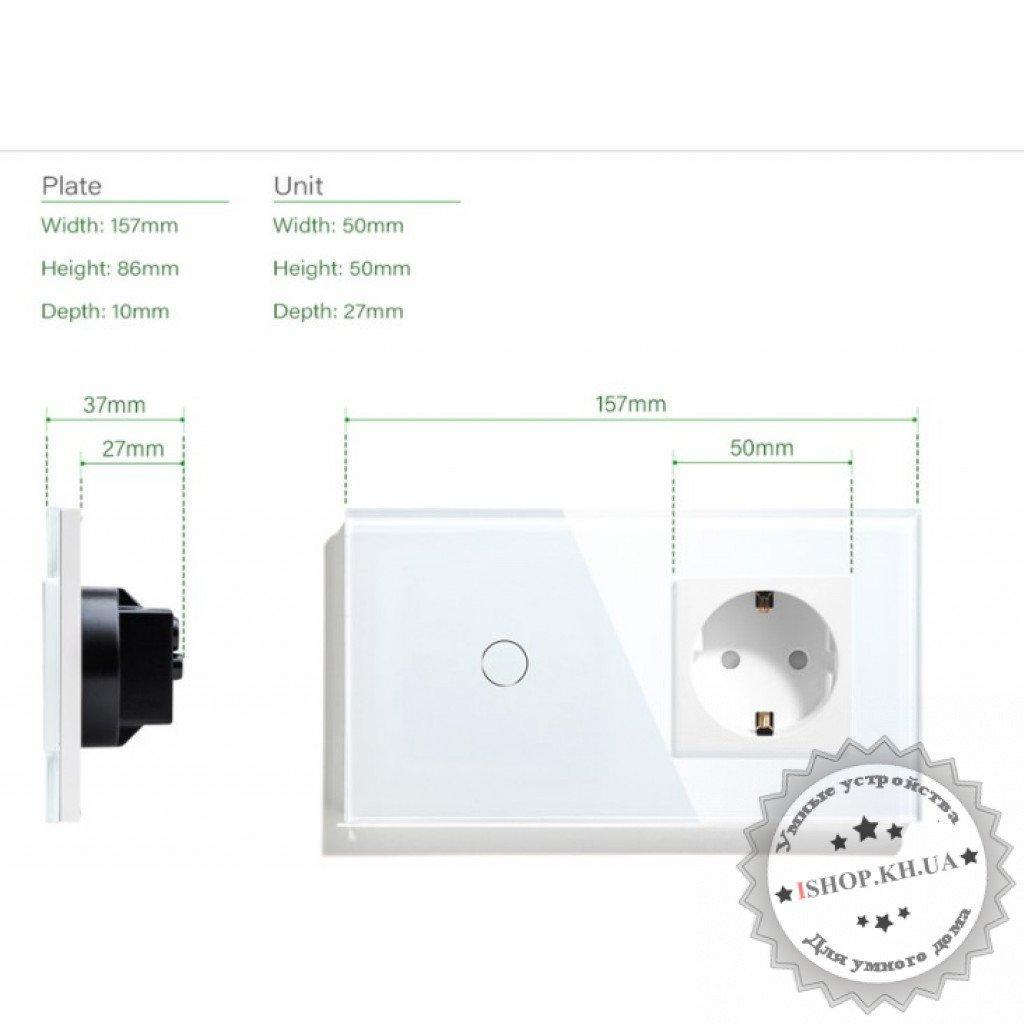 Plate
Unit
Width: 157mm
Width: 50mm
Height: 86mm
Height: 50mm
Depth: 10mm
Depth: 27mm
37mm
157mm
27mm
50mm
Умные устройства
ISHOP.KH.UA
Для умного дома